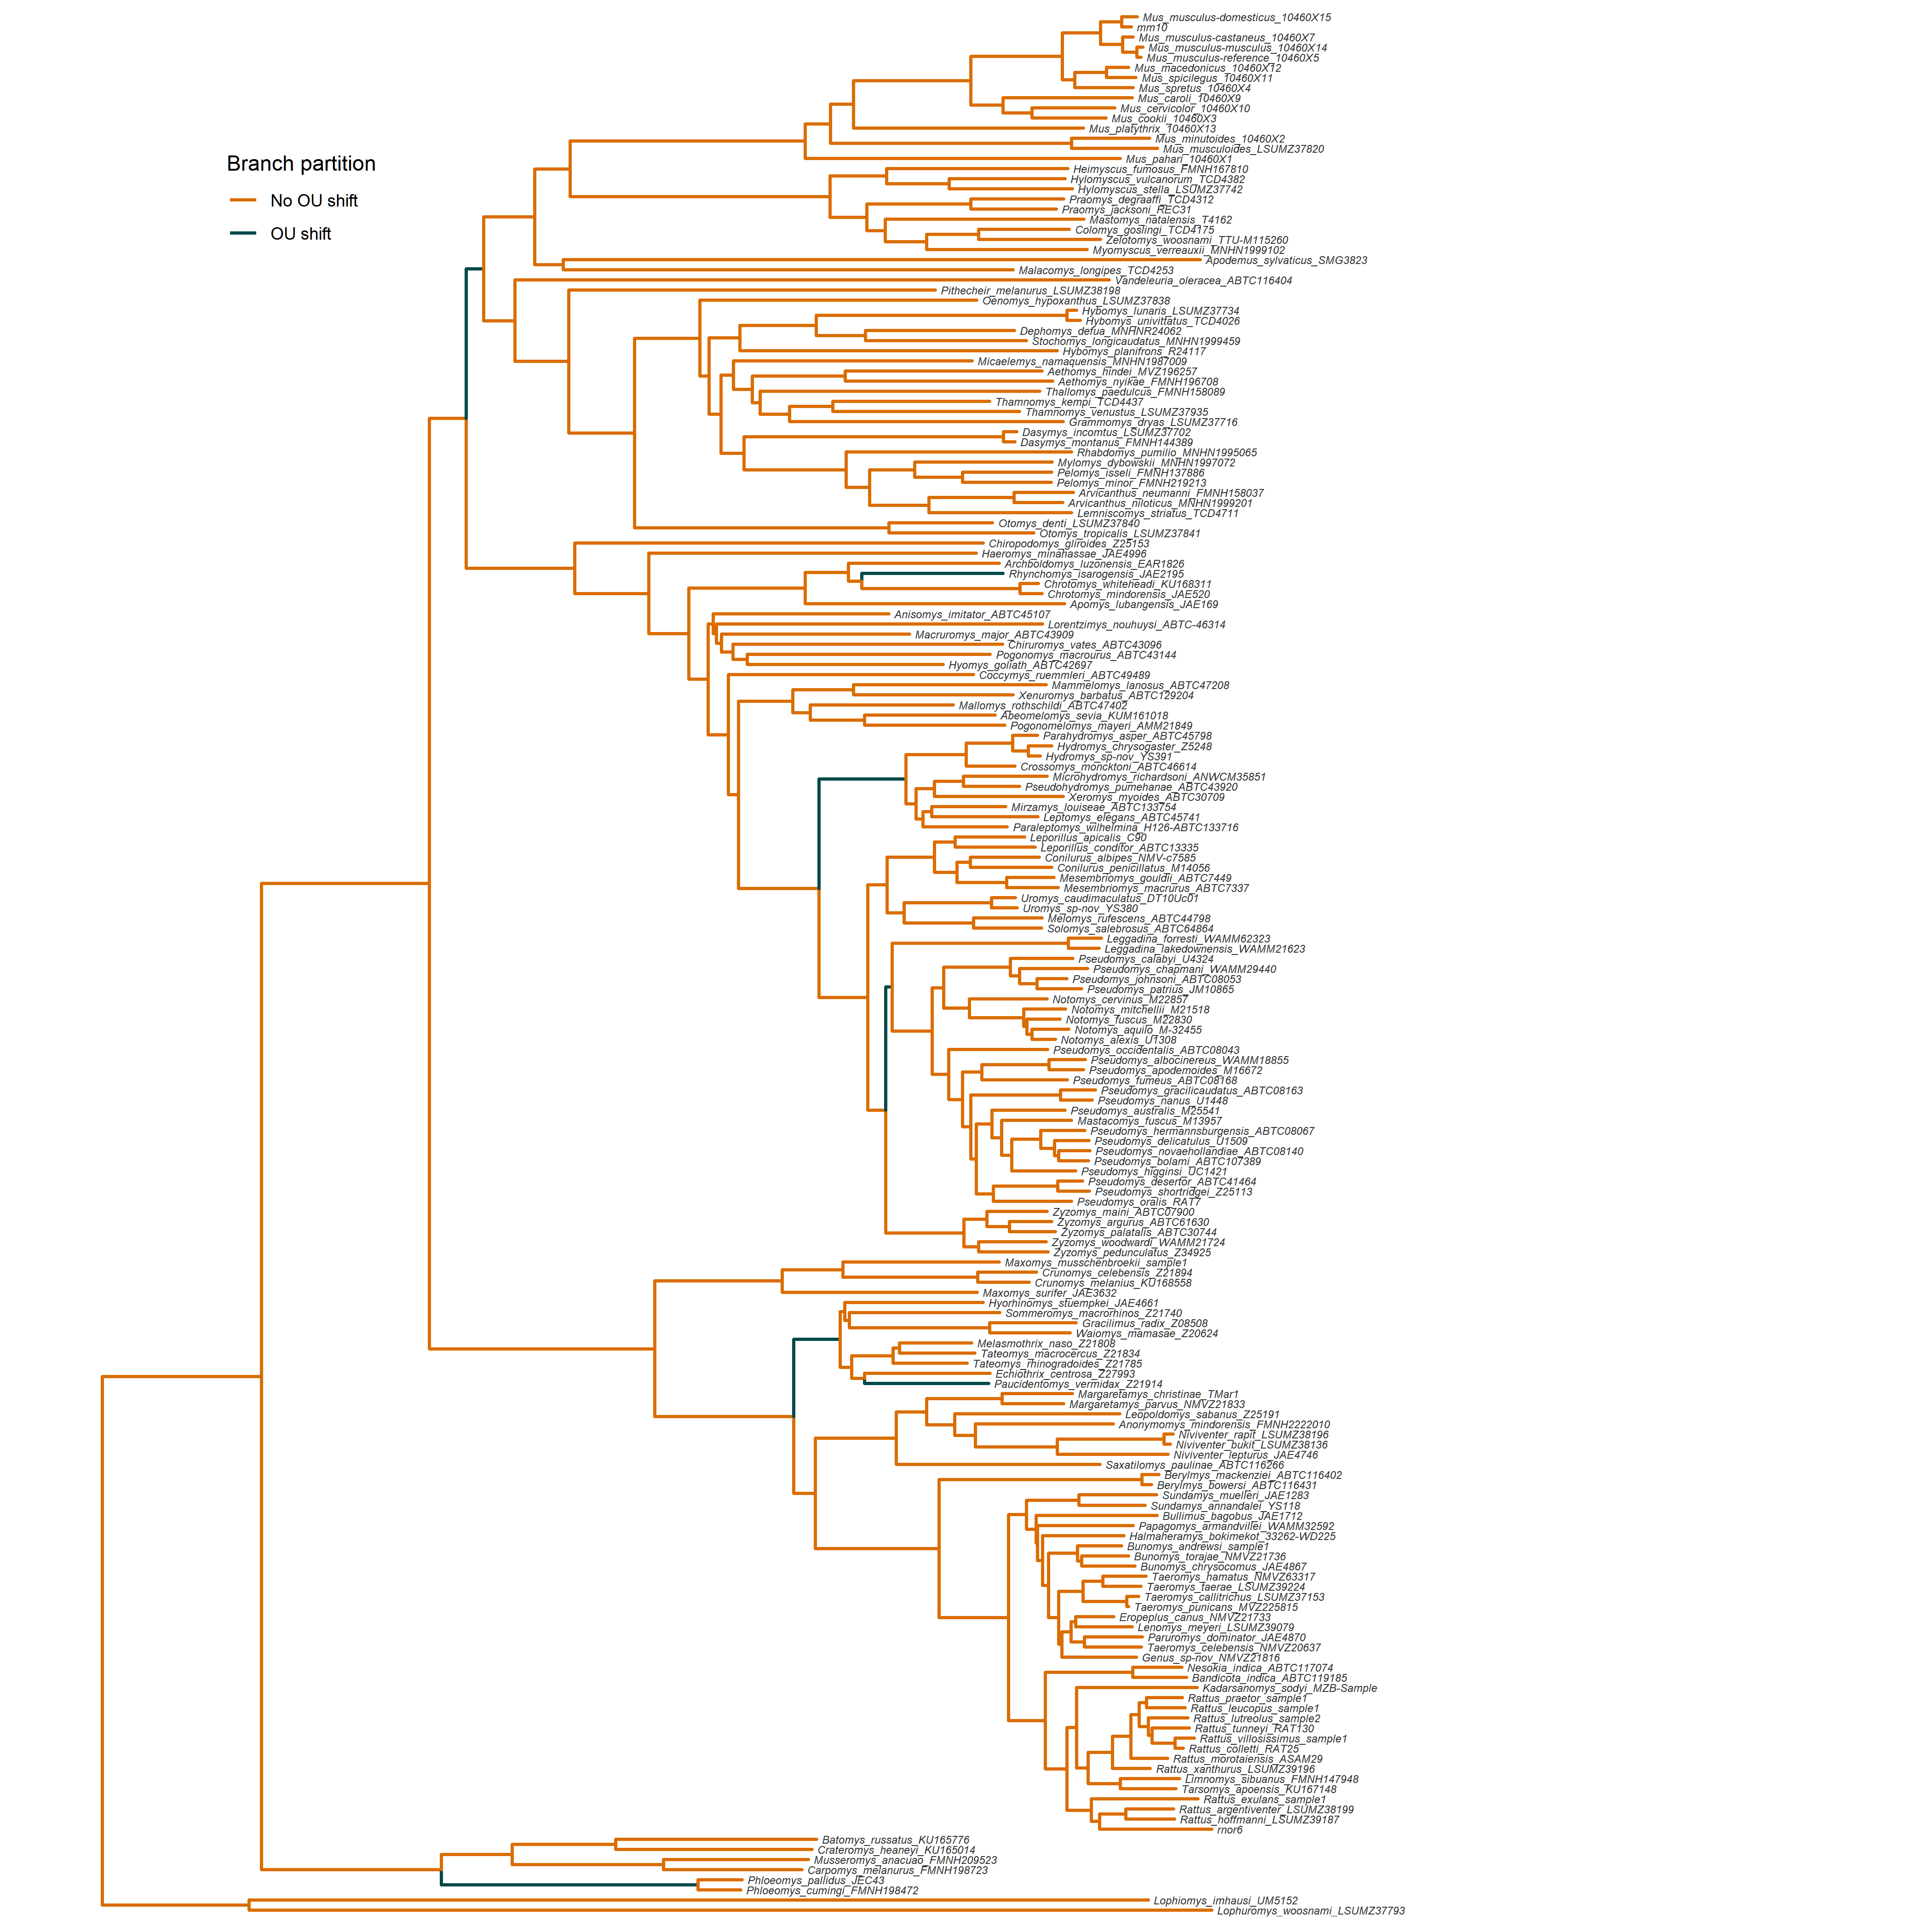 Mus_musculus-domesticus_10460X15
mm10
Mus_musculus-castaneus_10460X7
Mus_musculus-musculus_10460X14
Mus_musculus-reference_10460X5
Mus_macedonicus_10460X12
Mus_spicilegus_10460X11
Mus_spretus_10460X4
Mus_caroli_10460X9
Mus_cervicolor_10460X10
Mus_cookii_10460X3
Mus_platythrix_10460X13
Mus_minutoides_10460X2
Mus_musculoides_LSUMZ37820
Mus_pahari_10460X1
Branch partition
No OU shift
OU shift
Heimyscus_fumosus_FMNH167810
Hylomyscus_vulcanorum_TCD4382
Hylomyscus_stella_LSUMZ37742
Praomys_degraaffi_TCD4312
Praomys_jacksoni_REC31
Mastomys_natalensis_T4162
Colomys_goslingi_TCD4175
Zelotomys_woosnami_TTU-M115260
Myomyscus_verreauxii_MNHN1999102
Apodemus_sylvaticus_SMG3823
Malacomys_longipes_TCD4253
Vandeleuria_oleracea_ABTC116404
Pithecheir_melanurus_LSUMZ38198
Oenomys_hypoxanthus_LSUMZ37838
Hybomys_lunaris_LSUMZ37734
Hybomys_univittatus_TCD4026
Dephomys_defua_MNHNR24062
Stochomys_longicaudatus_MNHN1999459
Hybomys_planifrons_R24117
Micaelemys_namaquensis_MNHN1987009
Aethomys_hindei_MVZ196257
Aethomys_nyikae_FMNH196708
Thallomys_paedulcus_FMNH158089
Thamnomys_kempi_TCD4437
Thamnomys_venustus_LSUMZ37935
Grammomys_dryas_LSUMZ37716
Dasymys_incomtus_LSUMZ37702
Dasymys_montanus_FMNH144389
Rhabdomys_pumilio_MNHN1995065
Mylomys_dybowskii_MNHN1997072
Pelomys_isseli_FMNH137886
Pelomys_minor_FMNH219213
Arvicanthus_neumanni_FMNH158037
Arvicanthus_niloticus_MNHN1999201
Lemniscomys_striatus_TCD4711
Otomys_denti_LSUMZ37840
Otomys_tropicalis_LSUMZ37841
Chiropodomys_gliroides_Z25153
Haeromys_minahassae_JAE4996
Archboldomys_luzonensis_EAR1826
Rhynchomys_isarogensis_JAE2195
Chrotomys_whiteheadi_KU168311
Chrotomys_mindorensis_JAE520
Apomys_lubangensis_JAE169
Anisomys_imitator_ABTC45107
Lorentzimys_nouhuysi_ABTC-46314
Macruromys_major_ABTC43909
Chiruromys_vates_ABTC43096
Pogonomys_macrourus_ABTC43144
Hyomys_goliath_ABTC42697
Coccymys_ruemmleri_ABTC49489
Mammelomys_lanosus_ABTC47208
Xenuromys_barbatus_ABTC129204
Mallomys_rothschildi_ABTC47402
Abeomelomys_sevia_KUM161018
Pogonomelomys_mayeri_AMM21849
Parahydromys_asper_ABTC45798
Hydromys_chrysogaster_Z5248
Hydromys_sp-nov_YS391
Crossomys_moncktoni_ABTC46614
Microhydromys_richardsoni_ANWCM35851
Pseudohydromys_pumehanae_ABTC43920
Xeromys_myoides_ABTC30709
Mirzamys_louiseae_ABTC133754
Leptomys_elegans_ABTC45741
Paraleptomys_wilhelmina_H126-ABTC133716
Leporillus_apicalis_C90
Leporillus_conditor_ABTC13335
Conilurus_albipes_NMV-c7585
Conilurus_penicillatus_M14056
Mesembriomys_gouldii_ABTC7449
Mesembriomys_macrurus_ABTC7337
Uromys_caudimaculatus_DT10Uc01
Uromys_sp-nov_YS380
Melomys_rufescens_ABTC44798
Solomys_salebrosus_ABTC64864
Leggadina_forresti_WAMM62323
Leggadina_lakedownensis_WAMM21623
Pseudomys_calabyi_U4324
Pseudomys_chapmani_WAMM29440
Pseudomys_johnsoni_ABTC08053
Pseudomys_patrius_JM10865
Notomys_cervinus_M22857
Notomys_mitchellii_M21518
Notomys_fuscus_M22830
Notomys_aquilo_M-32455
Notomys_alexis_U1308
Pseudomys_occidentalis_ABTC08043
Pseudomys_albocinereus_WAMM18855
Pseudomys_apodemoides_M16672
Pseudomys_fumeus_ABTC08168
Pseudomys_gracilicaudatus_ABTC08163
Pseudomys_nanus_U1448
Pseudomys_australis_M25541
Mastacomys_fuscus_M13957
Pseudomys_hermannsburgensis_ABTC08067
Pseudomys_delicatulus_U1509
Pseudomys_novaehollandiae_ABTC08140
Pseudomys_bolami_ABTC107389
Pseudomys_higginsi_UC1421
Pseudomys_desertor_ABTC41464
Pseudomys_shortridgei_Z25113
Pseudomys_oralis_RAT7
Zyzomys_maini_ABTC07900
Zyzomys_argurus_ABTC61630
Zyzomys_palatalis_ABTC30744
Zyzomys_woodwardi_WAMM21724
Zyzomys_pedunculatus_Z34925
Maxomys_musschenbroekii_sample1
Crunomys_celebensis_Z21894
Crunomys_melanius_KU168558
Maxomys_surifer_JAE3632
Hyorhinomys_stuempkei_JAE4661
Sommeromys_macrorhinos_Z21740
Gracilimus_radix_Z08508
Waiomys_mamasae_Z20624
Melasmothrix_naso_Z21808
Tateomys_macrocercus_Z21834
Tateomys_rhinogradoides_Z21785
Echiothrix_centrosa_Z27993
Paucidentomys_vermidax_Z21914
Margaretamys_christinae_TMar1
Margaretamys_parvus_NMVZ21833
Leopoldomys_sabanus_Z25191
Anonymomys_mindorensis_FMNH2222010
Niviventer_rapit_LSUMZ38196
Niviventer_bukit_LSUMZ38136
Niviventer_lepturus_JAE4746
Saxatilomys_paulinae_ABTC116266
Berylmys_mackenziei_ABTC116402
Berylmys_bowersi_ABTC116431
Sundamys_muelleri_JAE1283
Sundamys_annandalei_YS118
Bullimus_bagobus_JAE1712
Papagomys_armandvillei_WAMM32592
Halmaheramys_bokimekot_33262-WD225
Bunomys_andrewsi_sample1
Bunomys_torajae_NMVZ21736
Bunomys_chrysocomus_JAE4867
Taeromys_hamatus_NMVZ63317
Taeromys_taerae_LSUMZ39224
Taeromys_callitrichus_LSUMZ37153
Taeromys_punicans_MVZ225815
Eropeplus_canus_NMVZ21733
Lenomys_meyeri_LSUMZ39079
Paruromys_dominator_JAE4870
Taeromys_celebensis_NMVZ20637
Genus_sp-nov_NMVZ21816
Nesokia_indica_ABTC117074
Bandicota_indica_ABTC119185
Kadarsanomys_sodyi_MZB-Sample
Rattus_praetor_sample1
Rattus_leucopus_sample1
Rattus_lutreolus_sample2
Rattus_tunneyi_RAT130
Rattus_villosissimus_sample1
Rattus_colletti_RAT25
Rattus_morotaiensis_ASAM29
Rattus_xanthurus_LSUMZ39196
Limnomys_sibuanus_FMNH147948
Tarsomys_apoensis_KU167148
Rattus_exulans_sample1
Rattus_argentiventer_LSUMZ38199
Rattus_hoffmanni_LSUMZ39187
rnor6
Batomys_russatus_KU165776
Crateromys_heaneyi_KU165014
Musseromys_anacuao_FMNH209523
Carpomys_melanurus_FMNH198723
Phloeomys_pallidus_JEC43
Phloeomys_cumingi_FMNH198472
Lophiomys_imhausi_UM5152
Lophuromys_woosnami_LSUMZ37793